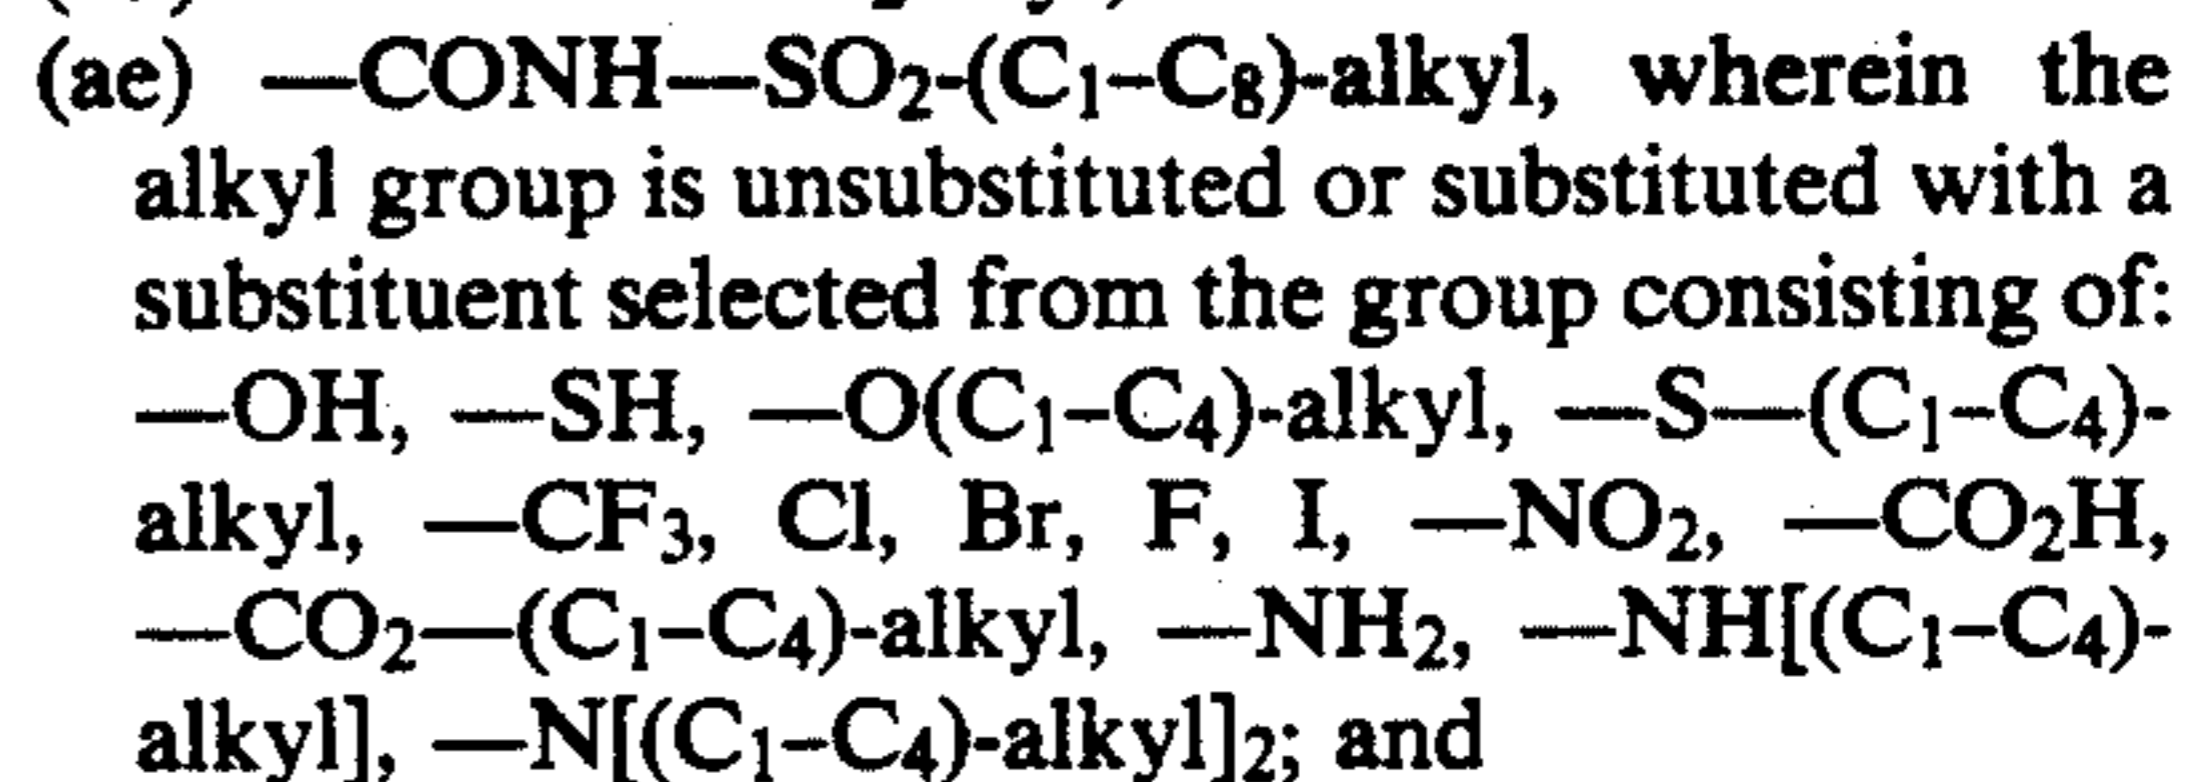 (ae) —CONH—SO₂-(C₁–C₈)-alkyl, wherein the
alkyl group is unsubstituted or substituted with a
substituent selected from the group consisting of:
—OH, —SH, —O(C₁–C₄)-alkyl, —S—(C₁–C₄)-
alkyl, —CF₃, Cl, Br, F, I, —NO₂, —CO₂H,
—CO₂—(C₁–C₄)-alkyl, —NH₂, —NH[(C₁–C₄)-
alkyl], —N[(C₁–C₄)-alkyl]₂; and